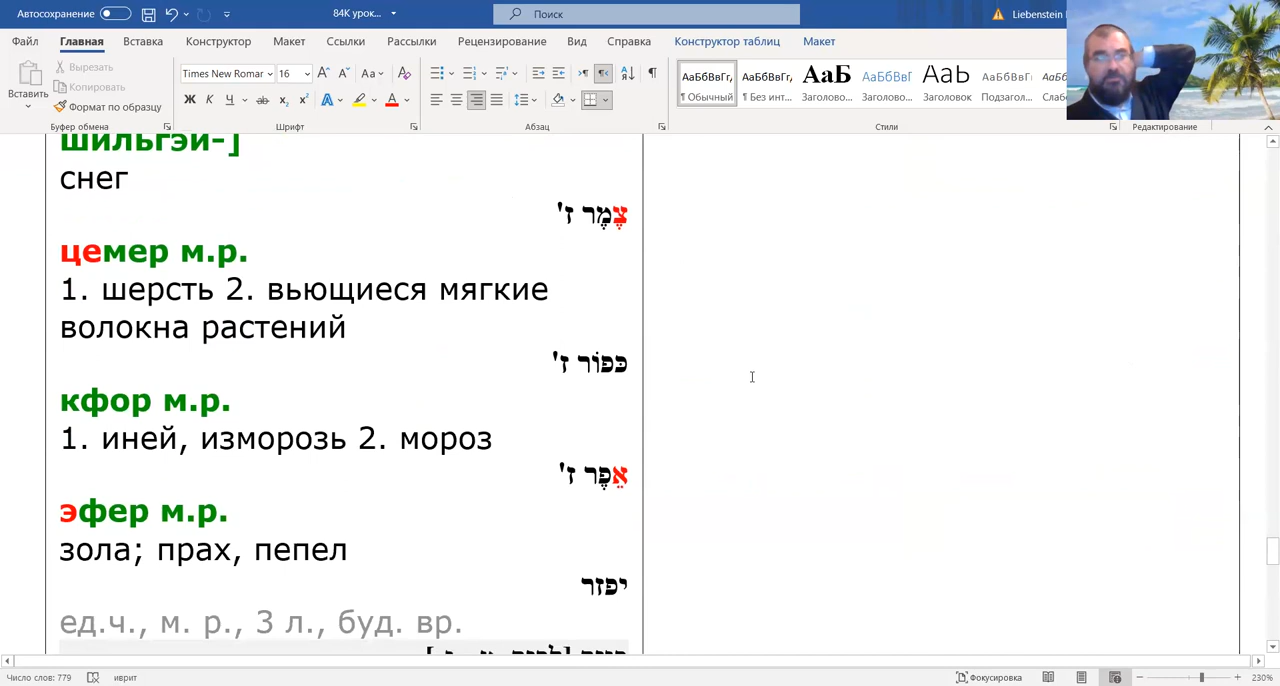 Автосохранение
84K урок...
Поиск
Liebenstein
Файл Главная Вставка Конструктор Макет Ссылки Рассылки Рецензирование Вид Справка Конструктор таблиц Макет
Вставить
Вырезать
Копировать
Формат по образцу
Буфер обмена
Times New Romar 16
Ж К Ч
Шрифт
Абзац
АаБбВвГг, АаБбВвГг, АаБ АаБбВвГ АаЬ АаБбВвГ
¶ Обычный ¶ Без инт... Заголово... Заголово... Заголовок Подзагол... Слабо
Стили
Редактирование
шильгэй-]
снег
צֶמֶר ז'
цемер м.р.
1. шерсть 2. вьющиеся мягкие
волокна растений
כּפוֹר ז'
кфор м.р.
1. иней, изморозь 2. мороз
אֵפֶר ז'
эфер м.р.
зола; прах, пепел
יפזר
ед.ч., м. р., 3 л., буд. вр.
Число слов: 779 иврит Фокусировка 230%